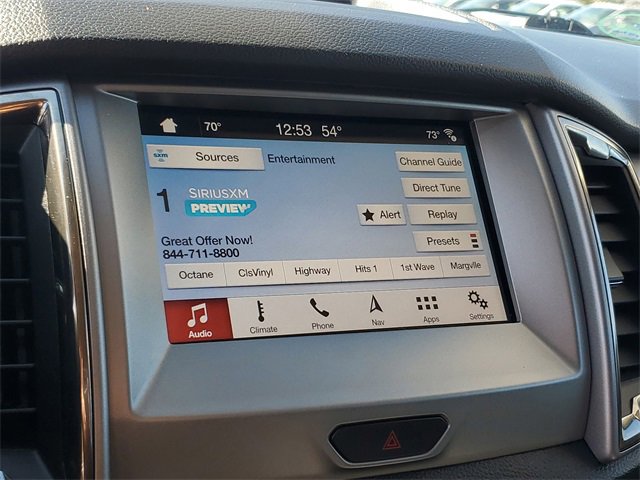 70° 12:53 54° 73°
sxm Sources Entertainment Channel Guide
Direct Tune
1 SIRIUSXM
PREVIEW
Alert Replay
Great Offer Now! Presets
844-711-8800
Octane ClsVinyl Highway Hits 1 1st Wave Margvlle
Audio Climate Phone Nav Apps Settings